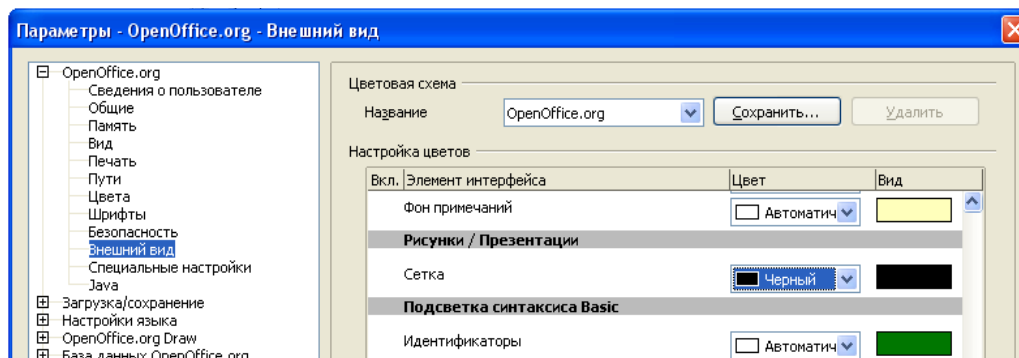 Параметры - OpenOffice.org - Внешний вид
OpenOffice.org
Сведения о пользователе
Общие
Память
Вид
Печать
Пути
Цвета
Шрифты
Безопасность
Внешний вид
Специальные настройки
Java
Загрузка/сохранение
Настройки языка
OpenOffice.org Draw
База данных OpenOffice.org
Цветовая схема
Название OpenOffice.org Сохранить... Удалить
Настройка цветов
Вкл. Элемент интерфейса Цвет Вид
Фон примечаний Автоматич
Рисунки / Презентации
Сетка Черный
Подсветка синтаксиса Basic
Идентификаторы Автоматич